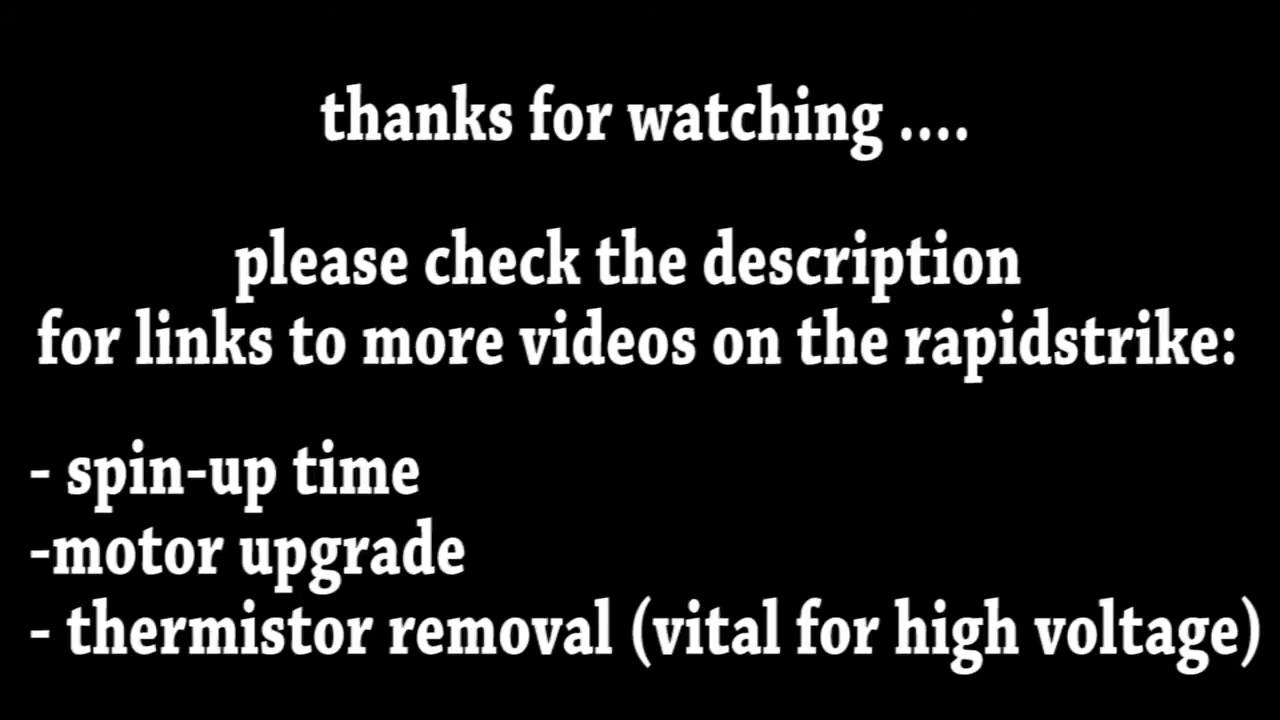 thanks for watching ....
please check the description
for links to more videos on the rapidstrike:
- spin-up time
-motor upgrade
- thermistor removal (vital for high voltage)